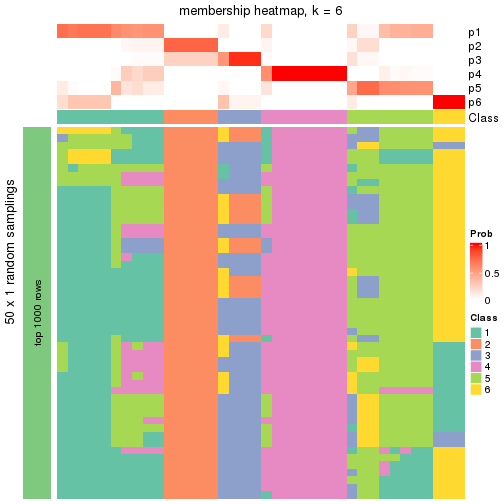 membership heatmap, k = 6
p1
p2
p3
p4
p5
p6
Class
50 x 1 random samplings
top 1000 rows
Prob
1
0.5
0
Class
1
2
3
4
5
6